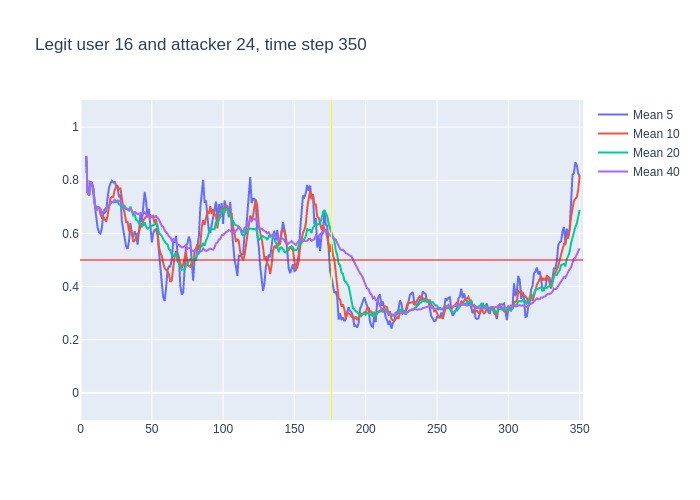 Legit user 16 and attacker 24, time step 350
Mean 5
Mean 10
Mean 20
Mean 40
1
0.8
0.6
0.4
0.2
0
0 50 100 150 200 250 300 350